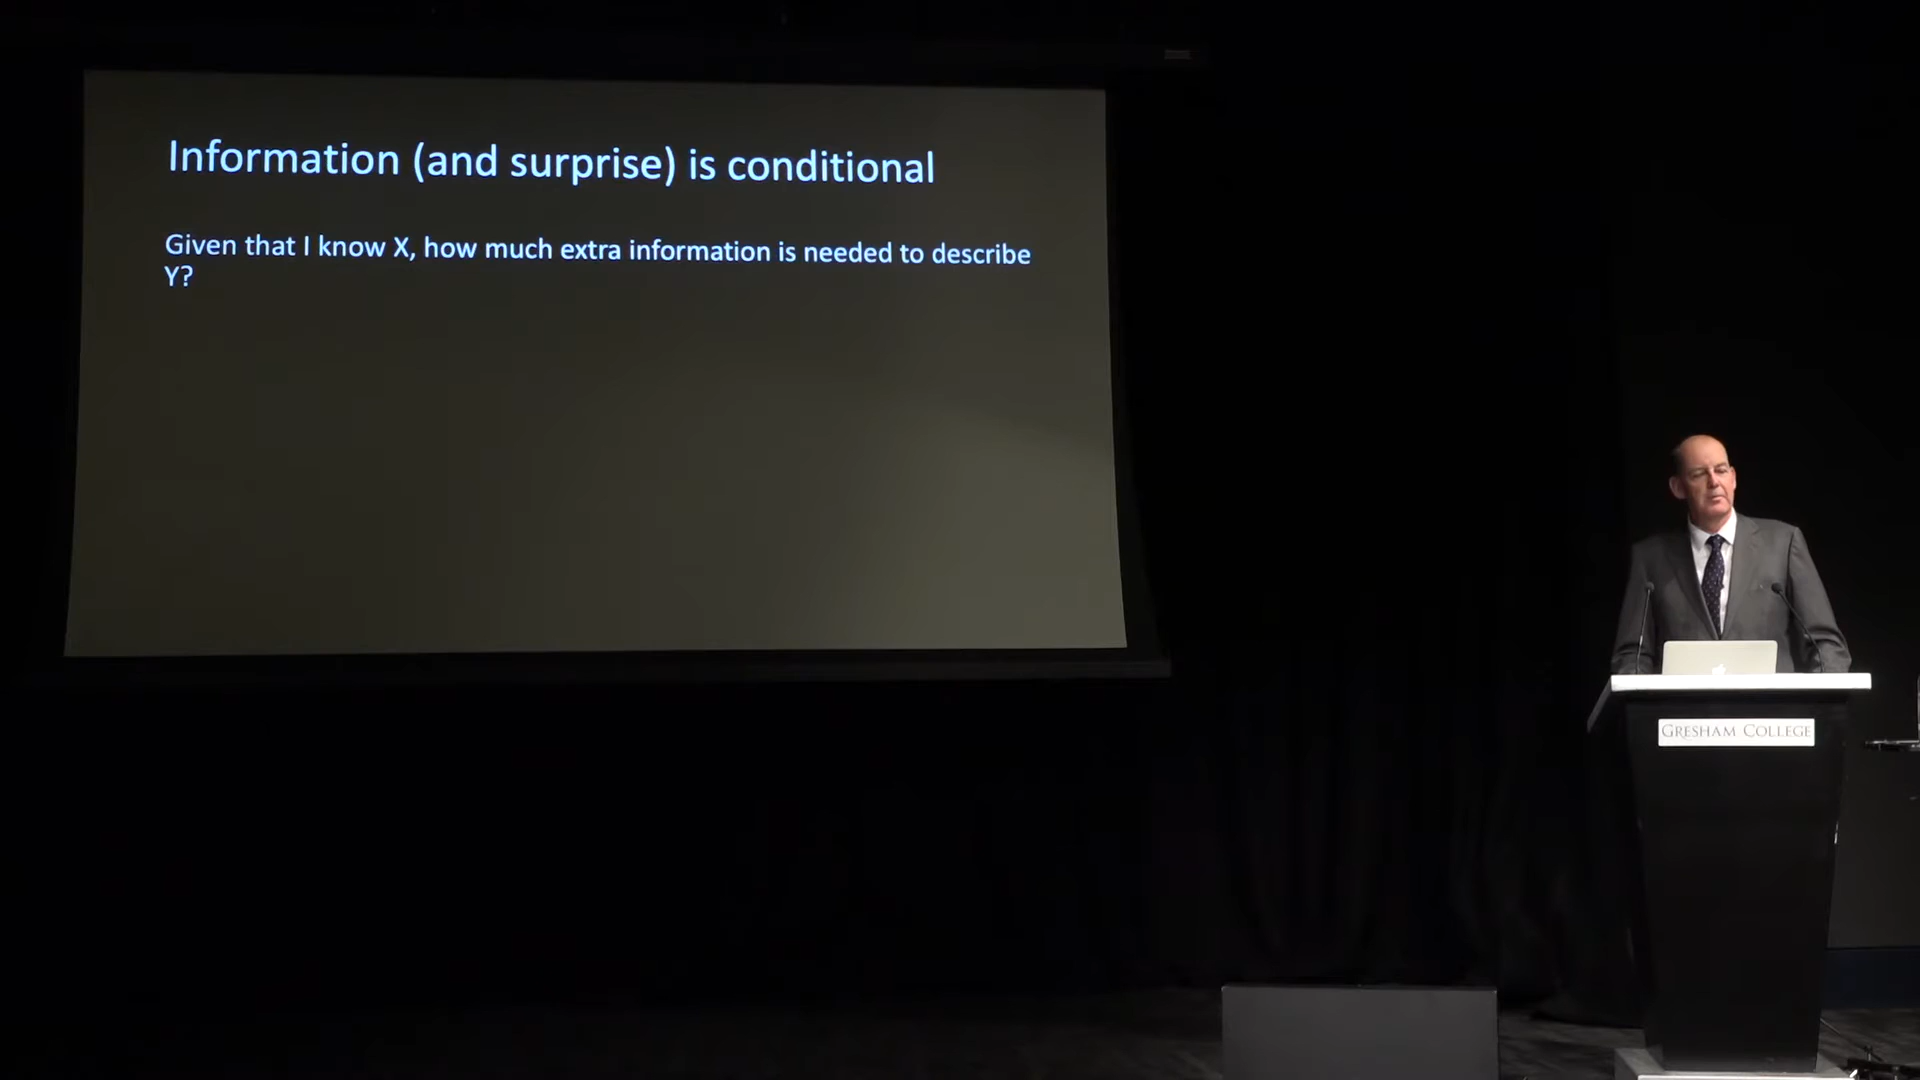 Information (and surprise) is conditional
Given that I know X, how much extra information is needed to describe
Y?
GRESHAM COLLEGE